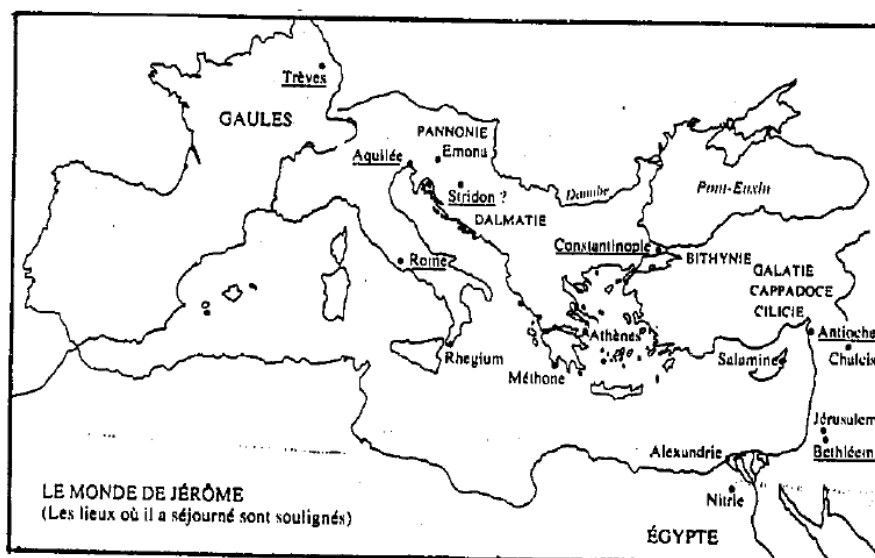 Trèves
GAULES
PANNONIE
Emona
Aquilée
Stridon ?
DALMATIE
Danube
Pont-Euxin
Constantinople
BITHYNIE
Rome
GALATIE
CAPPADOCE
CILICIE
Antioche
Chalcis
Athènes
Salamine
Rhegium
Méthone
Jérusalem
Bethléem
Alexandrie
Nitrie
ÉGYPTE
LE MONDE DE JÉRÔME
(Les lieux où il a séjourné sont soulignés)